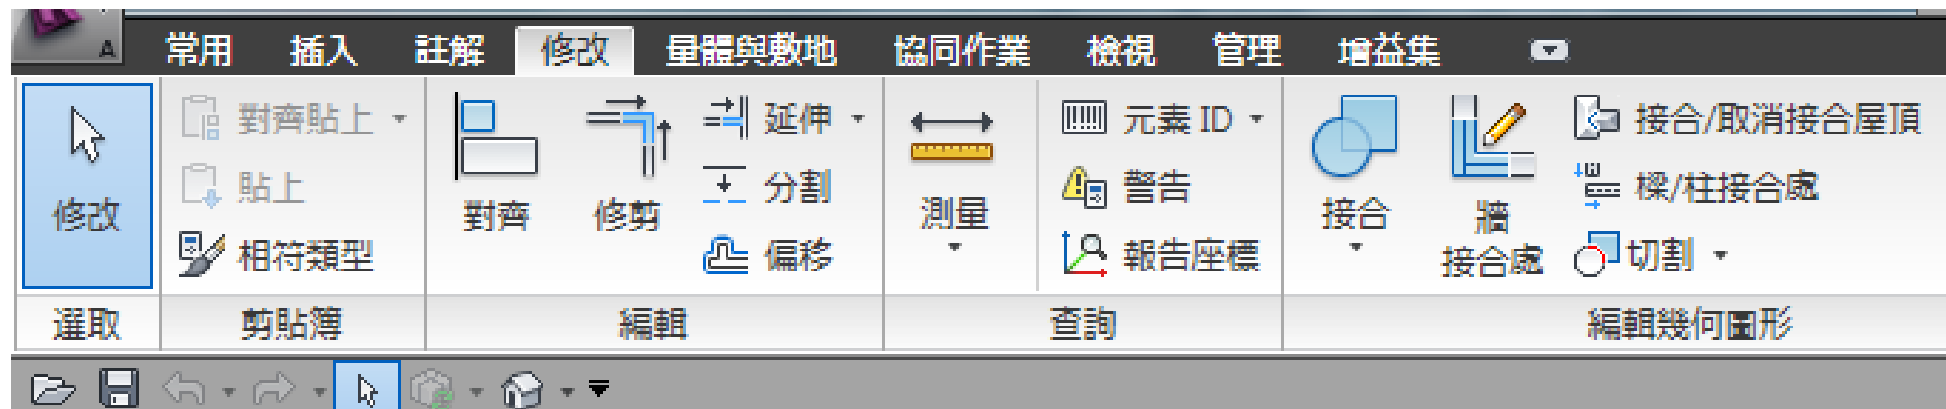 A
常用 插入 註解 修改 量體與敷地 協同作業 檢視 管理 增益集
修改
對齊貼上
貼上
相符類型
對齊
修剪
延伸
分割
偏移
測量
元素 ID
警告
報告座標
接合
牆
接合處
接合/取消接合屋頂
樑/柱接合處
切割
選取 剪貼簿 編輯 查詢 編輯幾何圖形